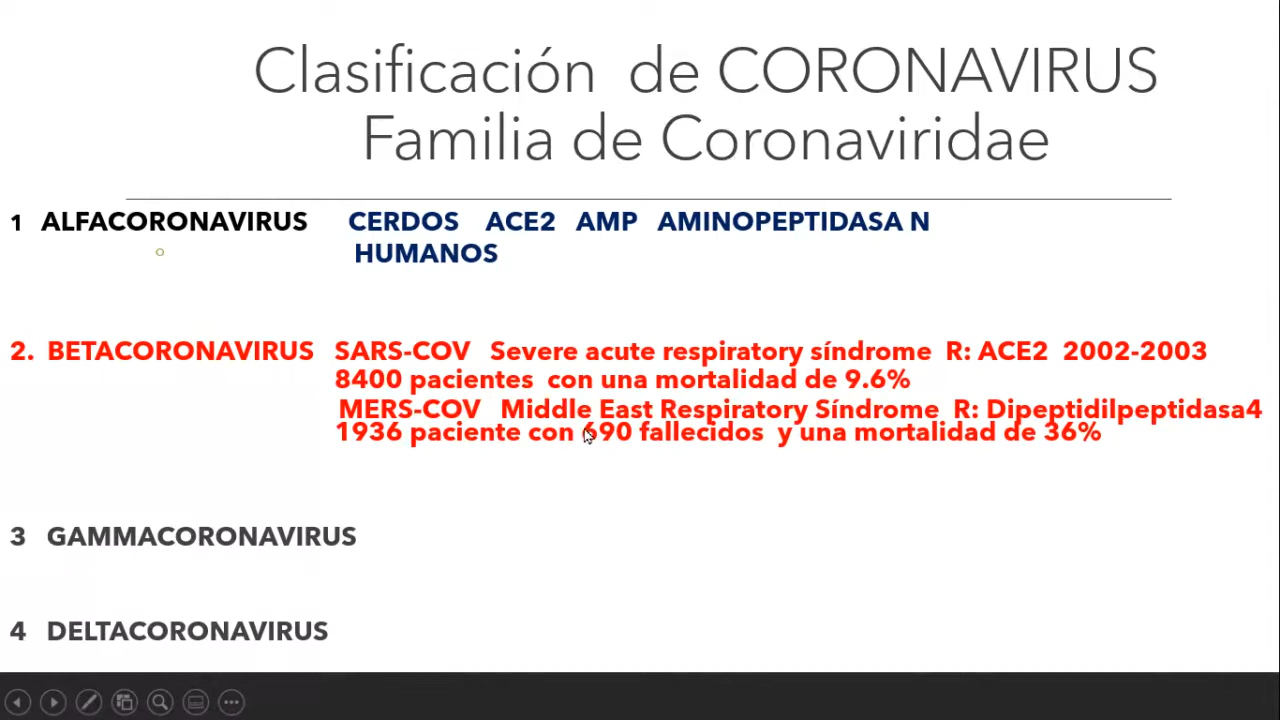 Clasificación de CORONAVIRUS
Familia de Coronaviridae
1 ALFACORONAVIRUS CERDOS ACE2 AMP AMINOPEPTIDASA N
HUMANOS
2. BETACORONAVIRUS SARS-COV Severe acute respiratory síndrome R: ACE2 2002-2003
8400 pacientes con una mortalidad de 9.6%
MERS-COV Middle East Respiratory Síndrome R: Dipeptidilpeptidasa4
1936 paciente con 690 fallecidos y una mortalidad de 36%
3 GAMMACORONAVIRUS
4 DELTACORONAVIRUS